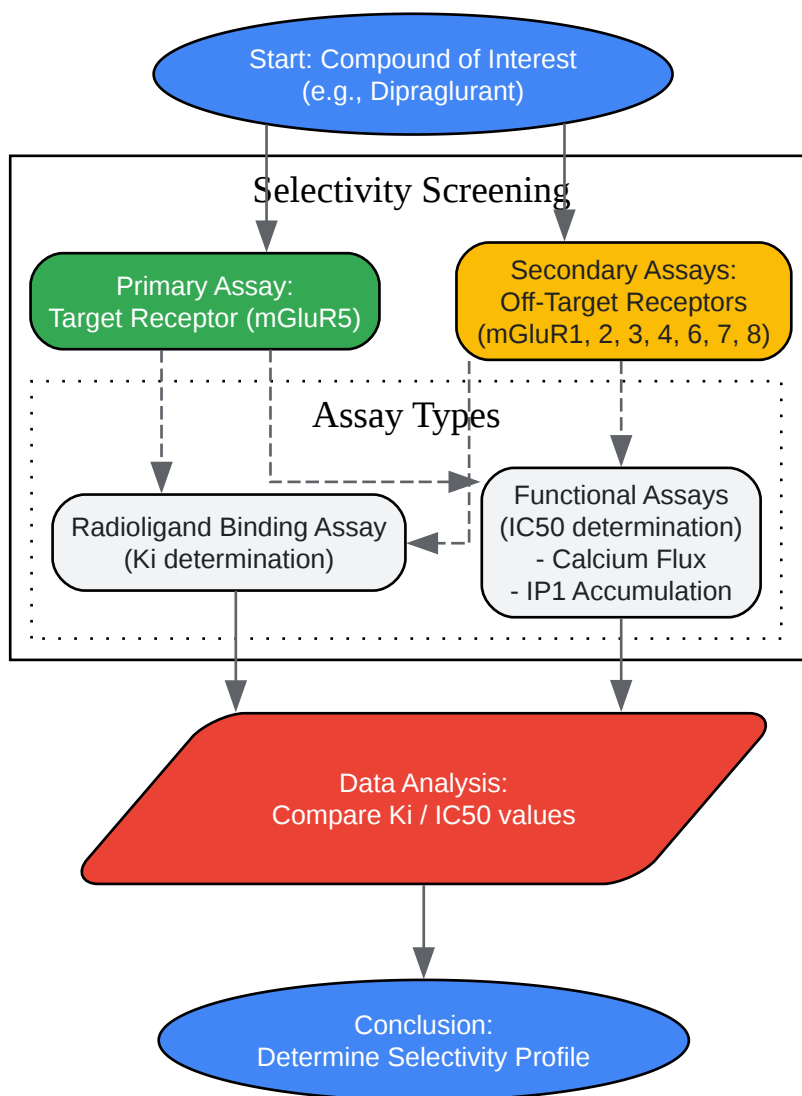 Start: Compound of Interest
(e.g., Dipraglurant)
Selectivity Screening
Primary Assay:
Target Receptor (mGluR5)
Secondary Assays:
Off-Target Receptors
(mGluR1, 2, 3, 4, 6, 7, 8)
Assay Types
Radioligand Binding Assay
(Ki determination)
Functional Assays
(IC50 determination)
- Calcium Flux
- IP1 Accumulation
Data Analysis:
Compare Ki / IC50 values
Conclusion:
Determine Selectivity Profile